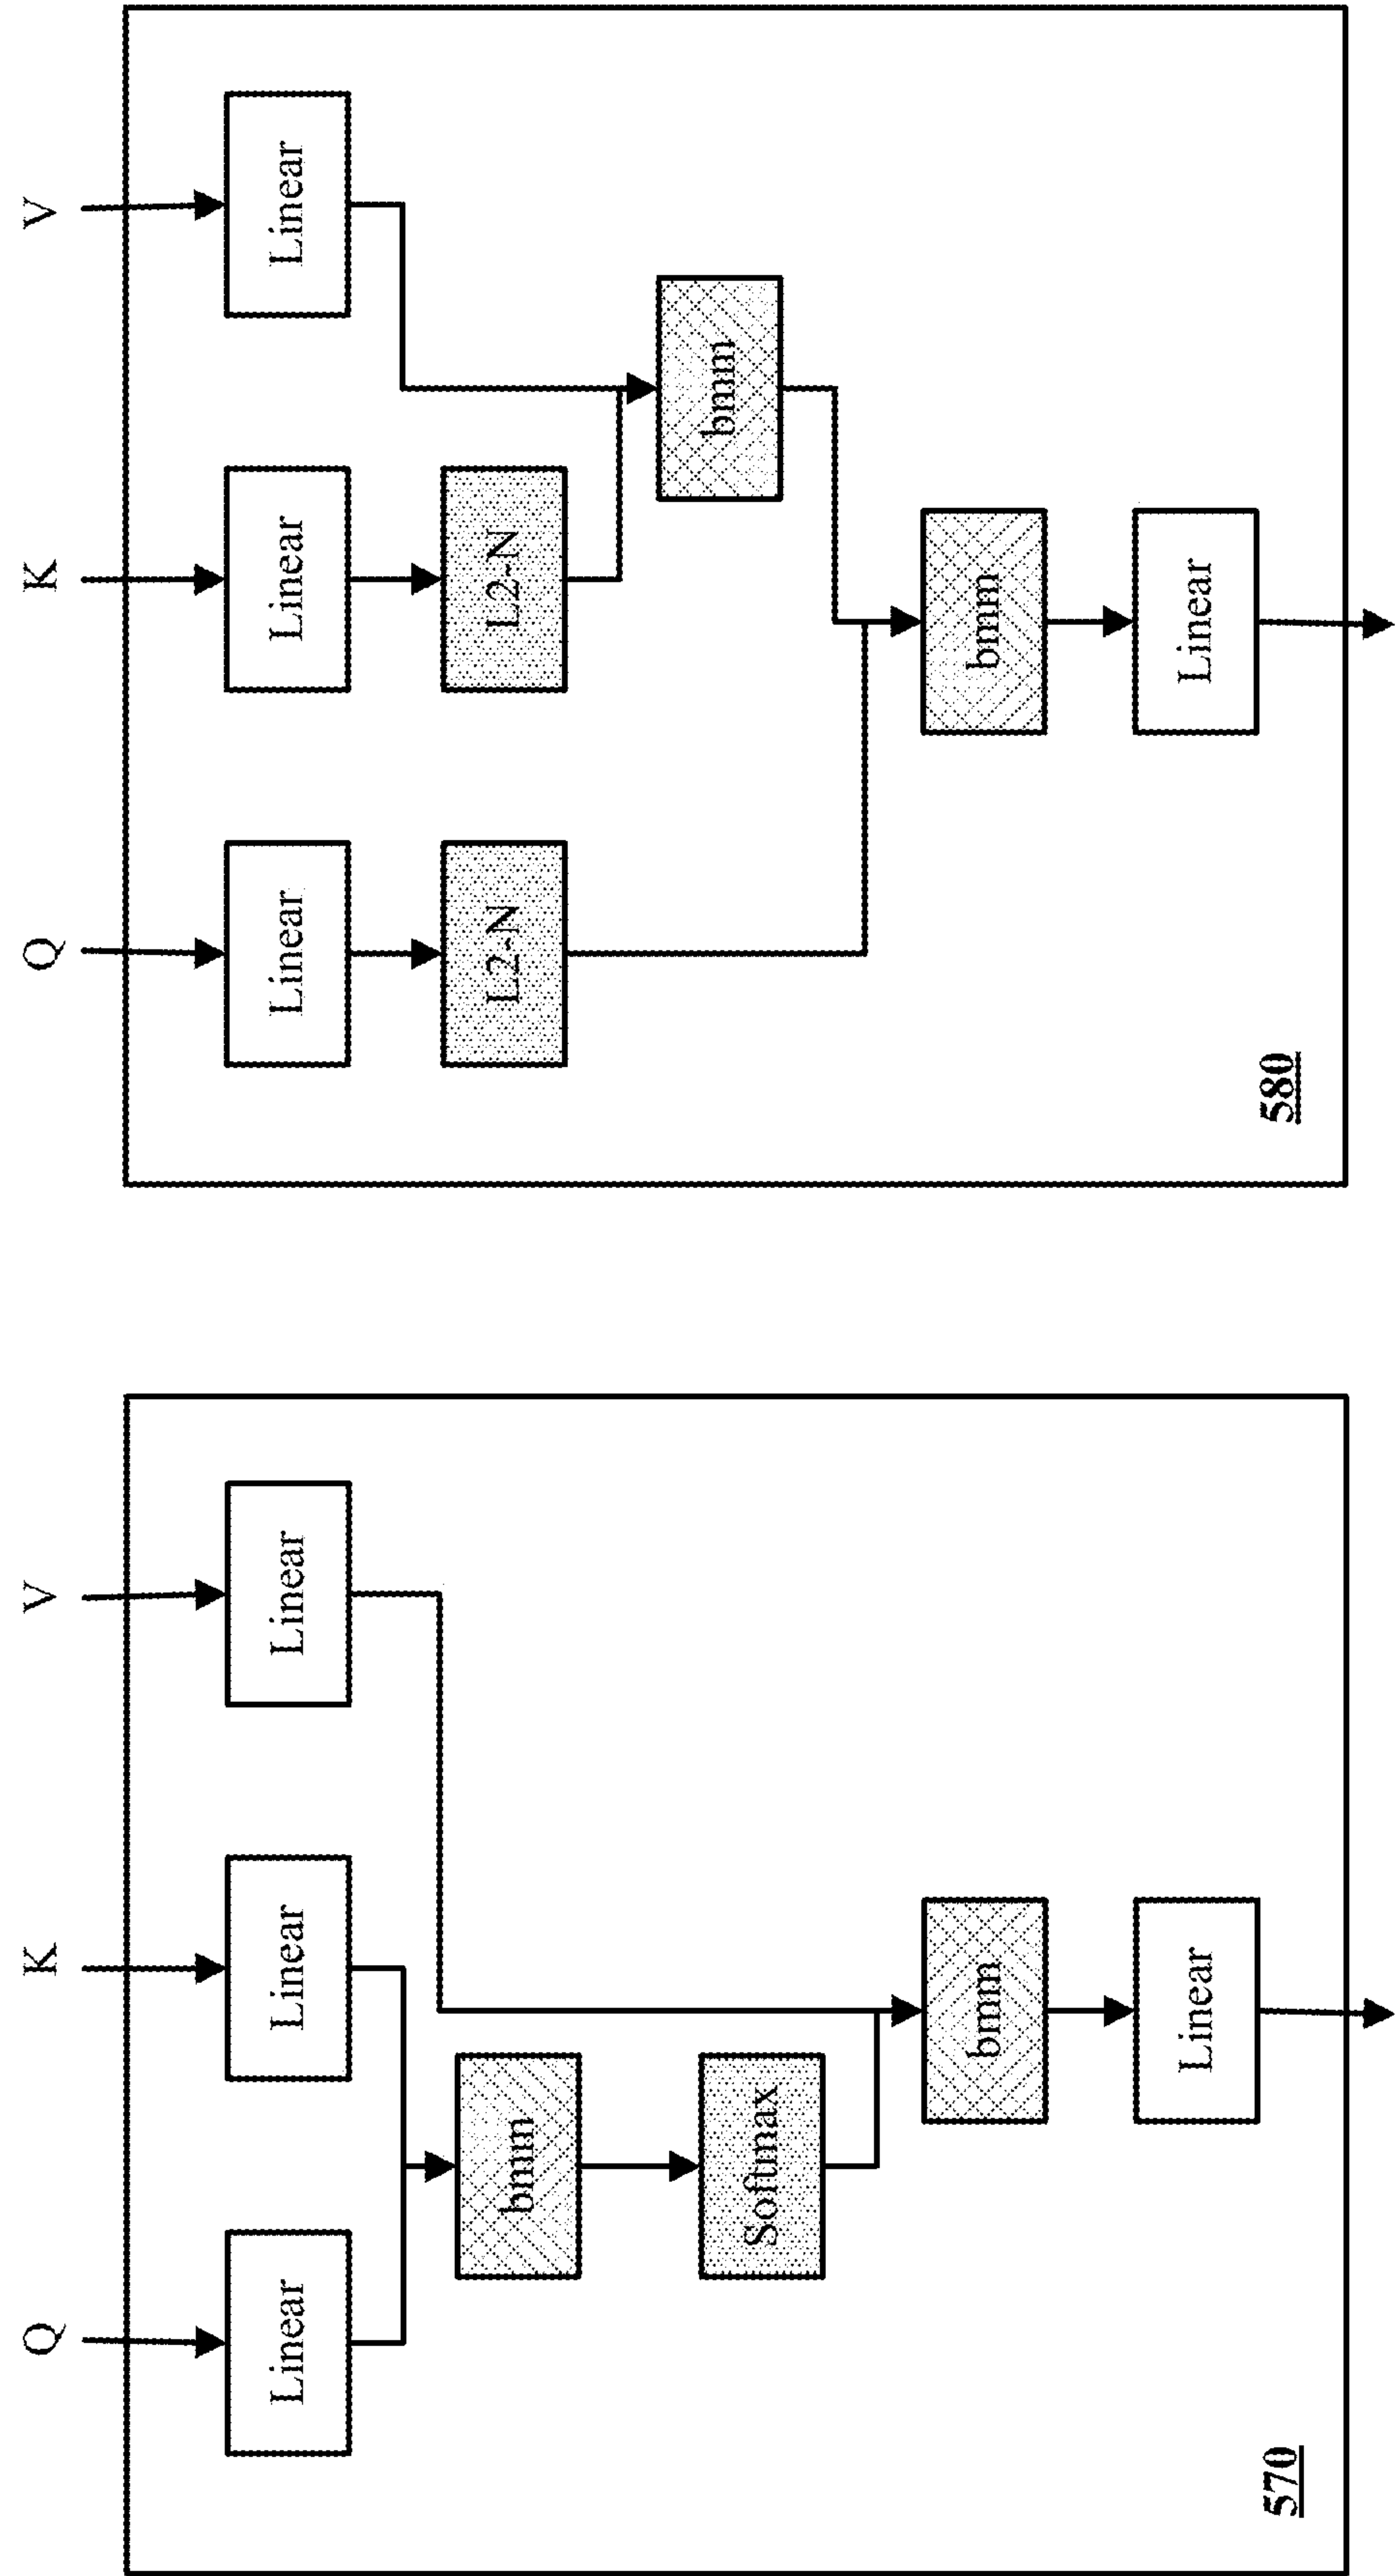 Q K V
Linear Linear Linear
bmm
Softmax
bmm
Linear
570
Q K V
Linear Linear Linear
L2-N L2-N
bmm
bmm
Linear
580